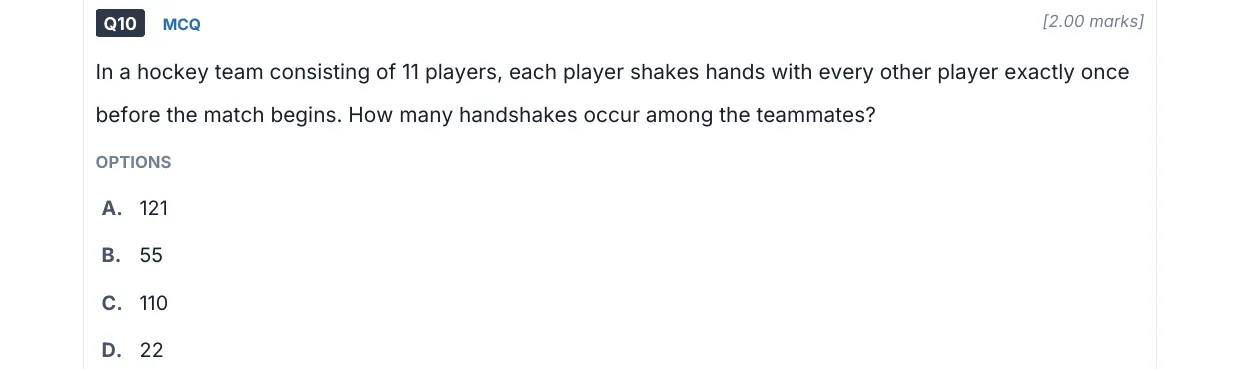 Q10 MCQ [2.00 marks]
In a hockey team consisting of 11 players, each player shakes hands with every other player exactly once
before the match begins. How many handshakes occur among the teammates?
OPTIONS
A. 121
B. 55
C. 110
D. 22